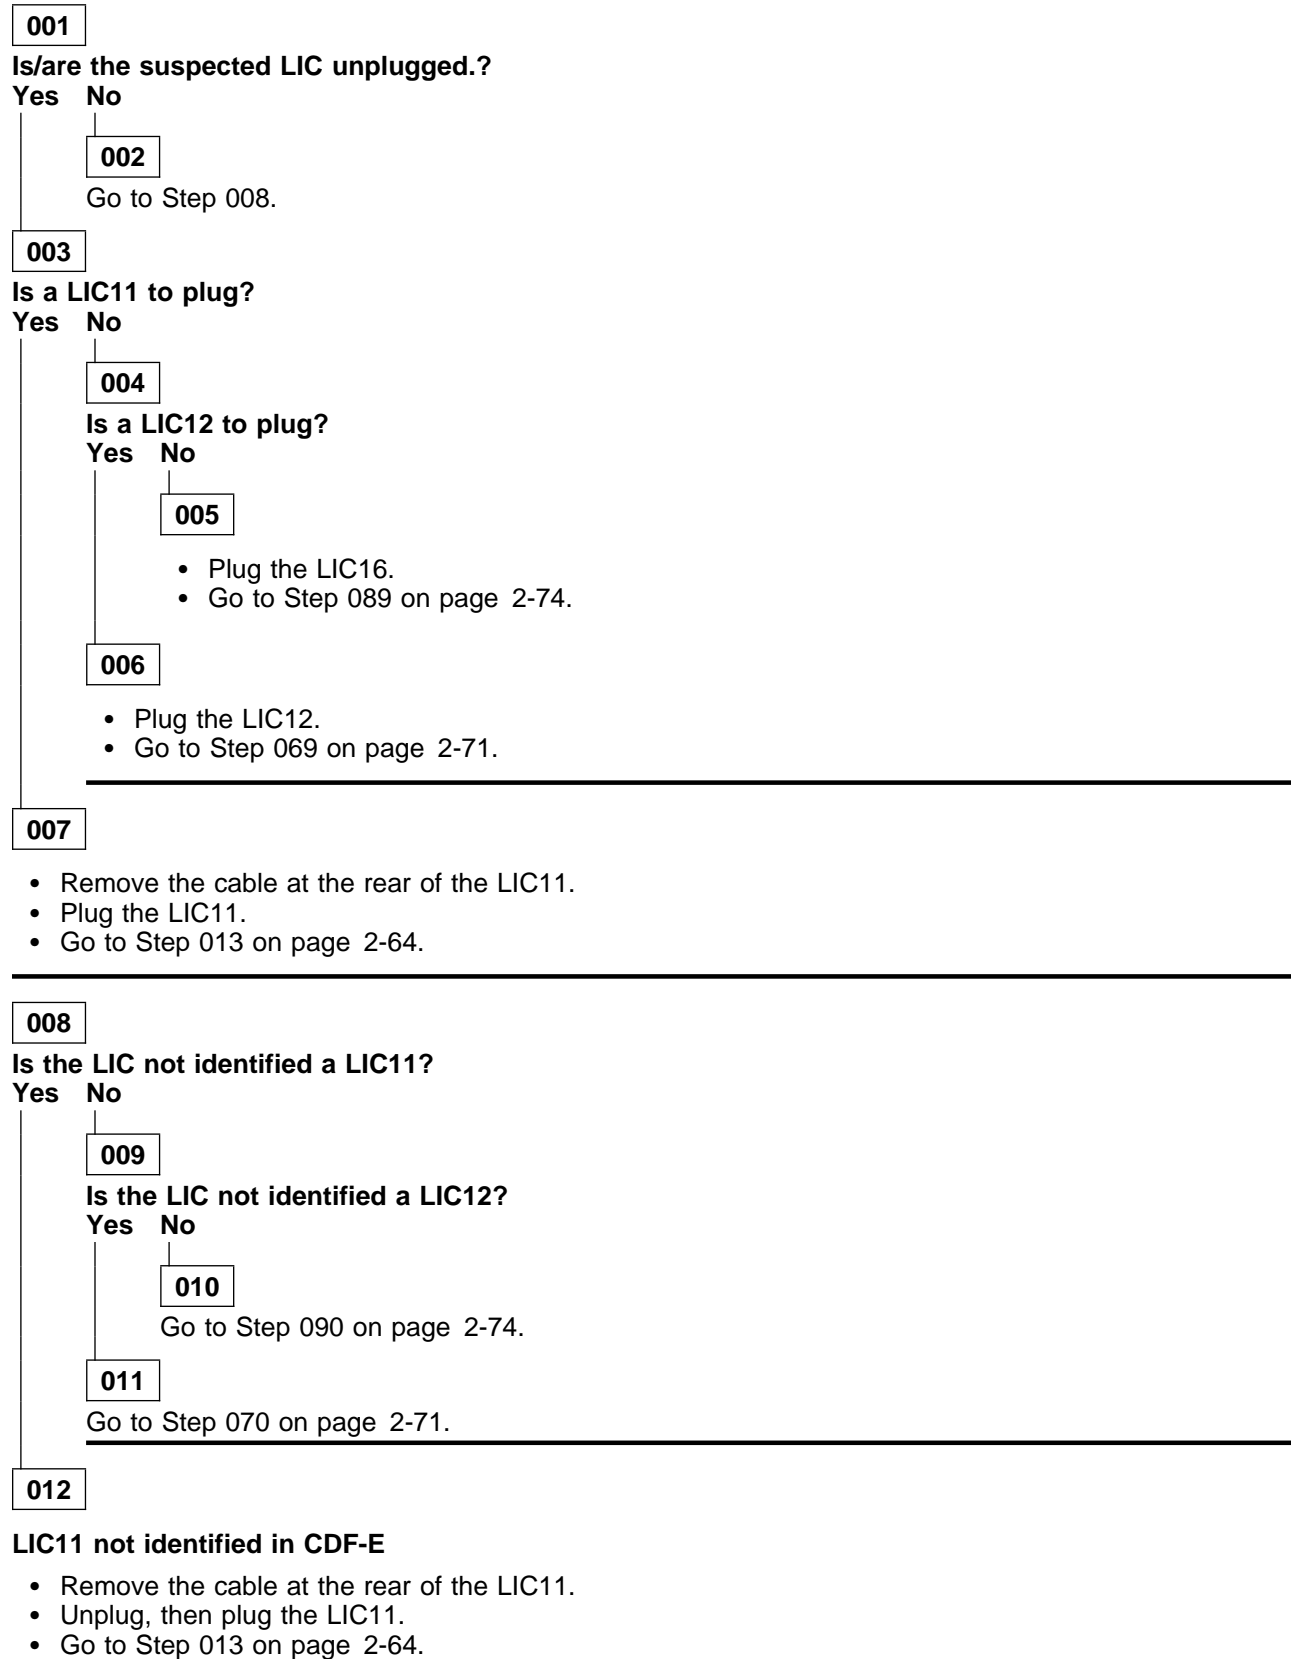 001
Is/are the suspected LIC unplugged.?
Yes No
002
Go to Step 008.
003
Is a LIC11 to plug?
Yes No
004
Is a LIC12 to plug?
Yes No
005
• Plug the LIC16.
• Go to Step 089 on page 2-74.
006
• Plug the LIC12.
• Go to Step 069 on page 2-71.
007
• Remove the cable at the rear of the LIC11.
• Plug the LIC11.
• Go to Step 013 on page 2-64.
008
Is the LIC not identified a LIC11?
Yes No
009
Is the LIC not identified a LIC12?
Yes No
010
Go to Step 090 on page 2-74.
011
Go to Step 070 on page 2-71.
012
LIC11 not identified in CDF-E
• Remove the cable at the rear of the LIC11.
• Unplug, then plug the LIC11.
• Go to Step 013 on page 2-64.